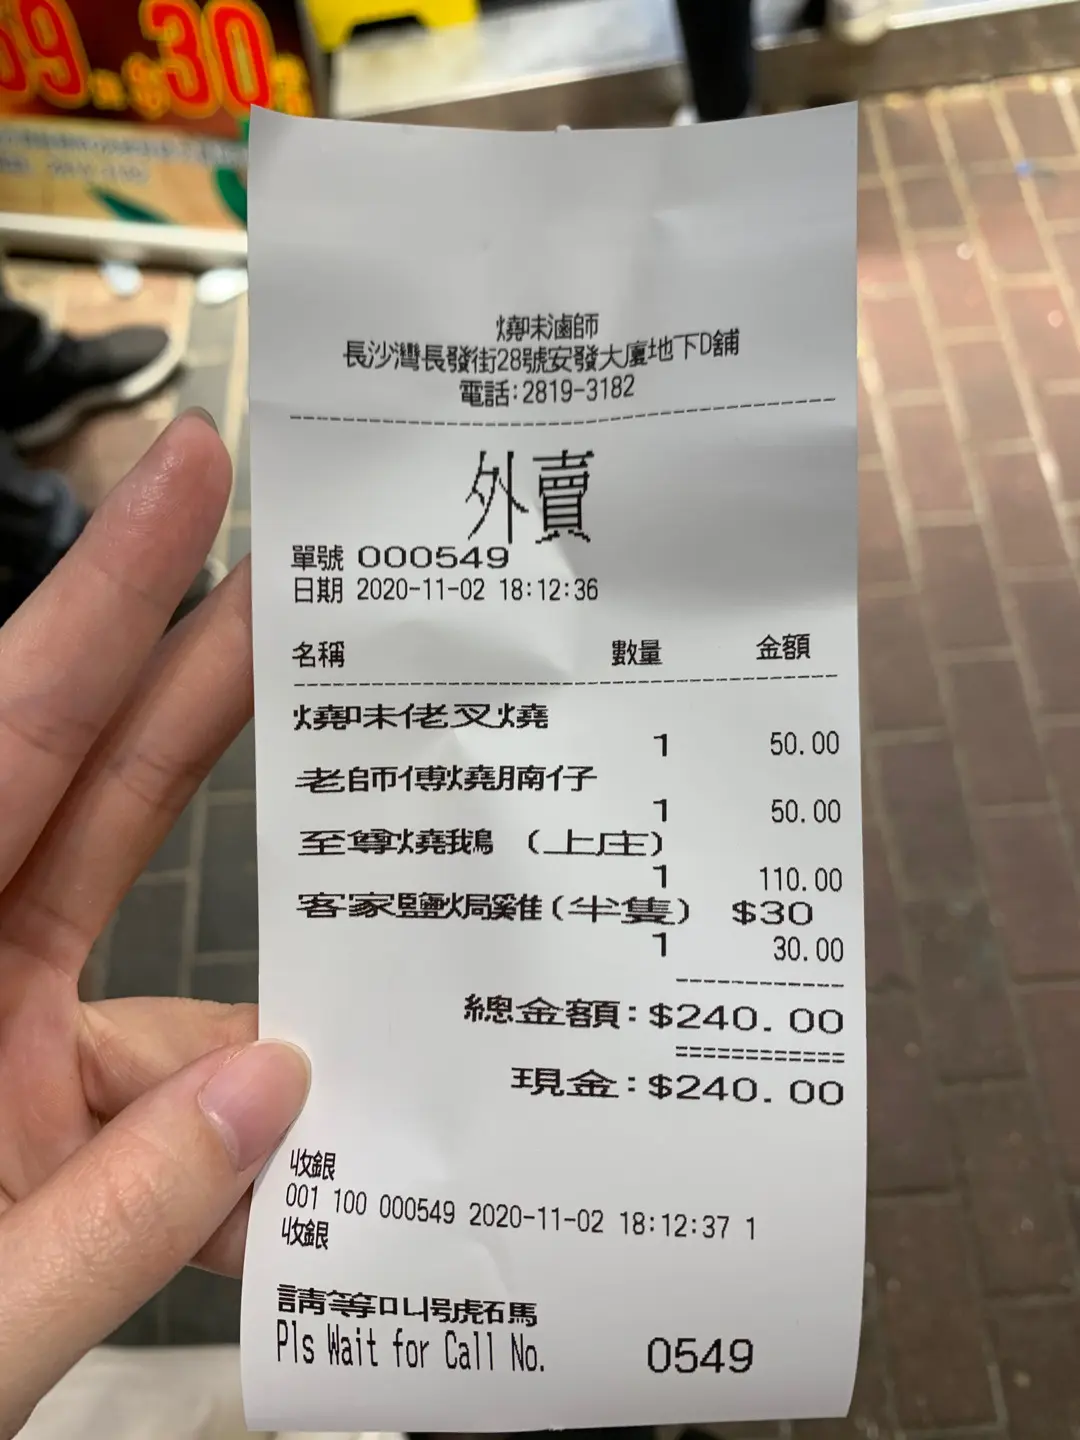 59 $30
燒味滷師
長沙灣長發街28號安發大廈地下D舖
電話:2819-3182
外賣
單號 000549
日期 2020-11-02 18:12:36
名稱 數量 金額
燒味佬叉燒
1 50.00
老師傅燒腩仔
1 50.00
至尊燒鵝 (上庄)
1 110.00
客家鹽焗雞(半隻) $30
1 30.00
總金額:$240.00
現金:$240.00
收銀
001 100 000549 2020-11-02 18:12:37 1
收銀
請等叫號碼
Pls Wait for Call No. 0549